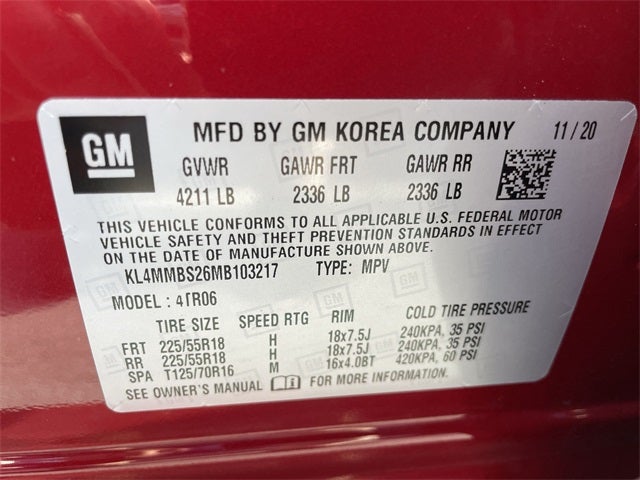 GM MFD BY GM KOREA COMPANY 11/20
GVWR GAWR FRT GAWR RR
4211 LB 2336 LB 2336 LB
THIS VEHICLE CONFORMS TO ALL APPLICABLE U.S. FEDERAL MOTOR
VEHICLE SAFETY AND THEFT PREVENTION STANDARDS IN EFFECT
ON THE DATE OF MANUFACTURE SHOWN ABOVE.
KL4MMBS26MB103217 TYPE: MPV
MODEL: 4TR06
TIRE SIZE SPEED RTG RIM COLD TIRE PRESSURE
FRT 225/55R18 H 18x7.5J 240KPA, 35 PSI
RR 225/55R18 H 18x7.5J 240KPA, 35 PSI
SPA T125/70R16 M 16x4.0BT 420KPA, 60 PSI
SEE OWNER'S MANUAL FOR MORE INFORMATION.